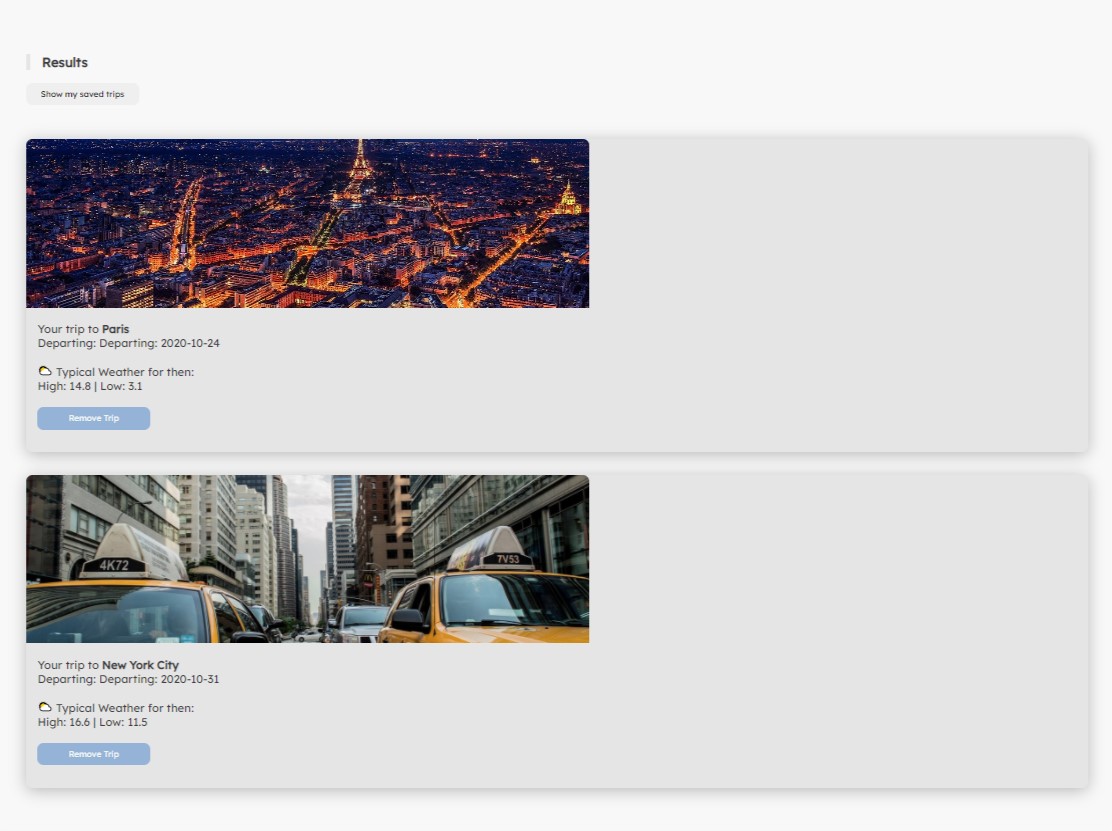 Results
Show my saved trips
Your trip to Paris
Departing: Departing: 2020-10-24
Typical Weather for then:
High: 14.8 | Low: 3.1
Remove Trip
4K72
7V53
Your trip to New York City
Departing: Departing: 2020-10-31
Typical Weather for then:
High: 16.6 | Low: 11.5
Remove Trip